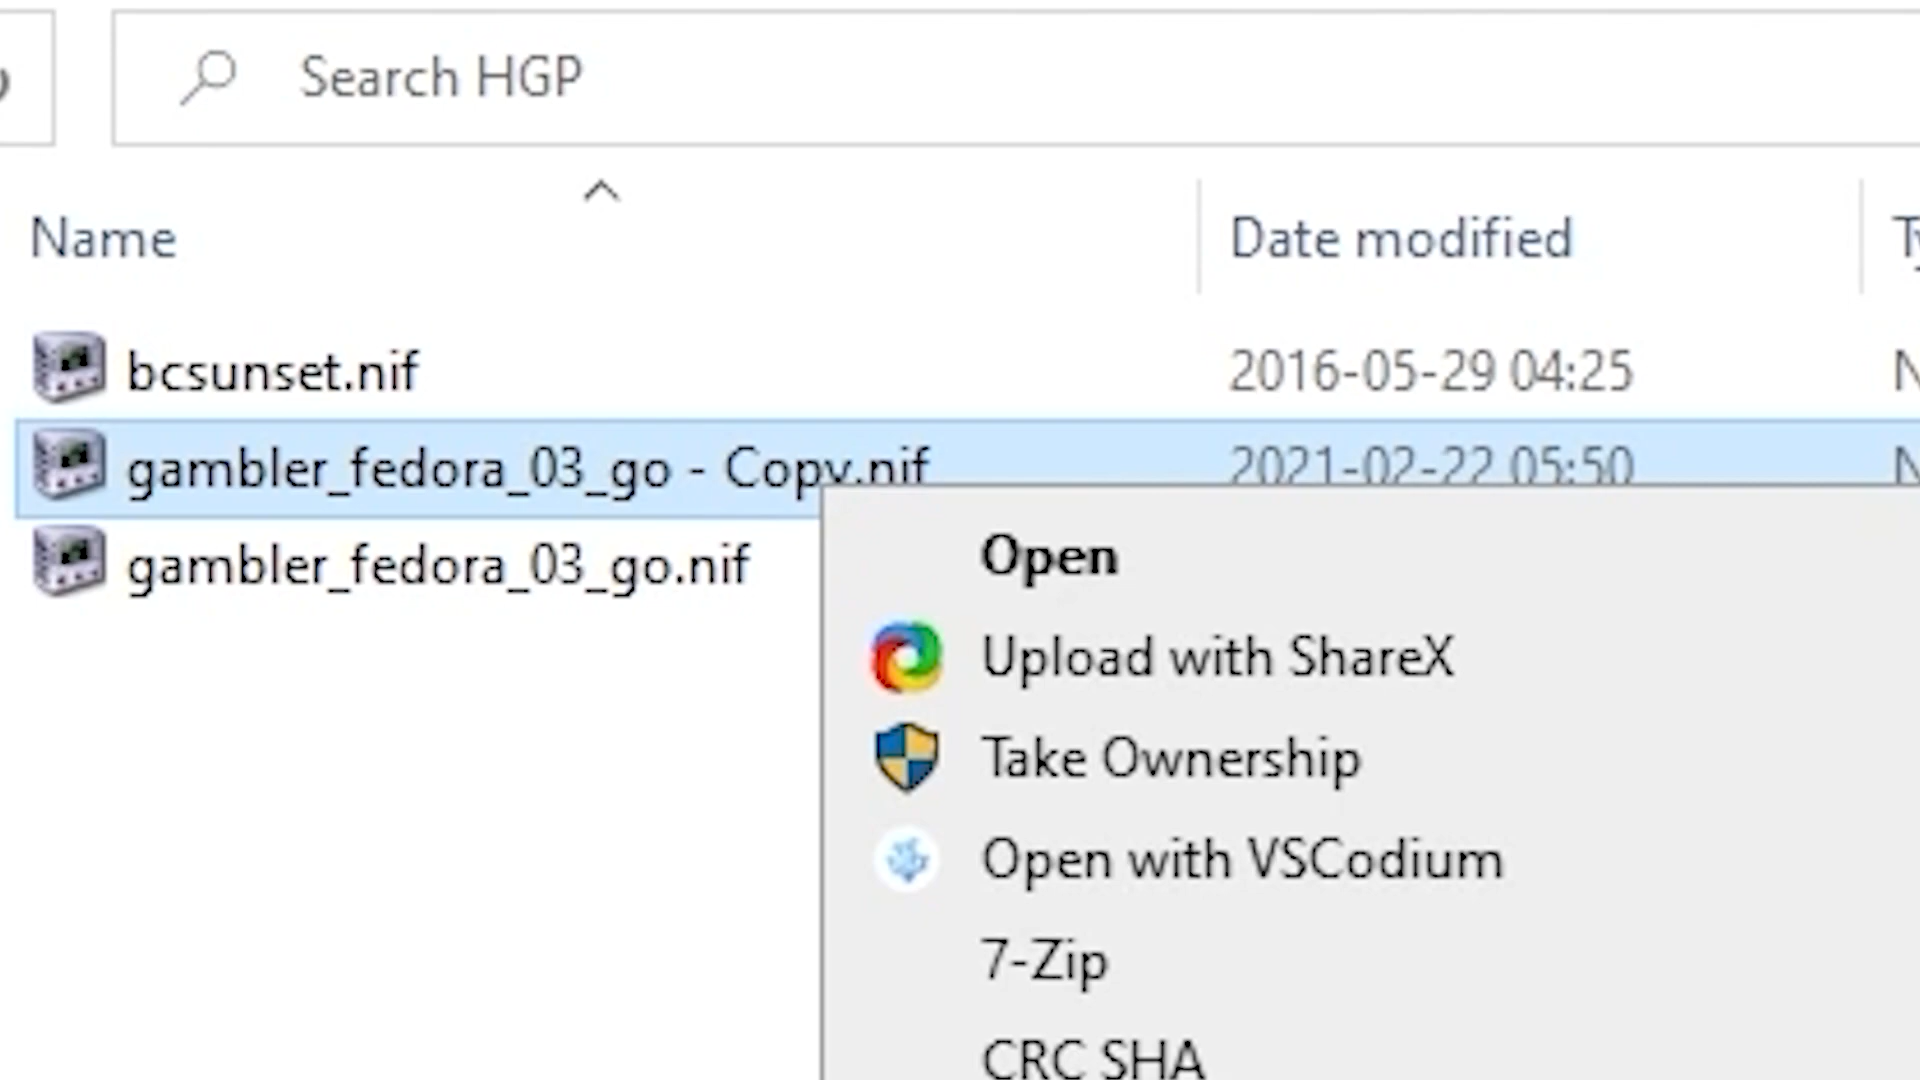 Search HGP
Name Date modified
bcsunset.nif 2016-05-29 04:25
gambler_fedora_03_go - Copy.nif 2021-02-22 05:50
gambler_fedora_03_go.nif
Open
Upload with ShareX
Take Ownership
Open with VSCodium
7-Zip
CRC SHA